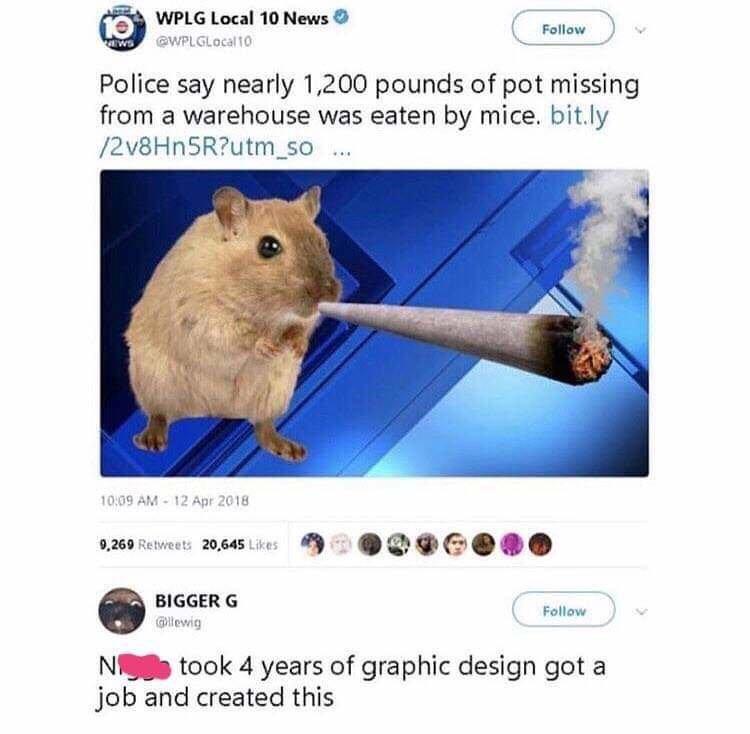 10
NEWS
WPLG Local 10 News
@WPLGLocal10
Follow
Police say nearly 1,200 pounds of pot missing
from a warehouse was eaten by mice. bit.ly
/2v8Hn5R?utm_so ...
10:09 AM - 12 Apr 2018
9,269 Retweets 20,645 Likes
BIGGER G
@llewig
Follow
took 4 years of graphic design got a
job and created this